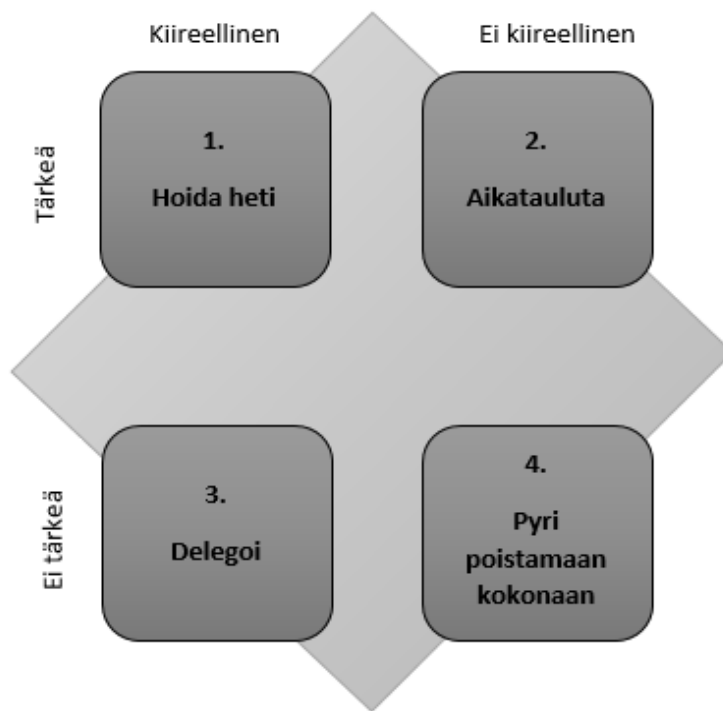 Kiireellinen
Ei kiireellinen
Tärkeä
1.
Hoida heti
2.
Aikatauluta
Ei tärkeä
3.
Delegoi
4.
Pyri
poistamaan
kokonaan